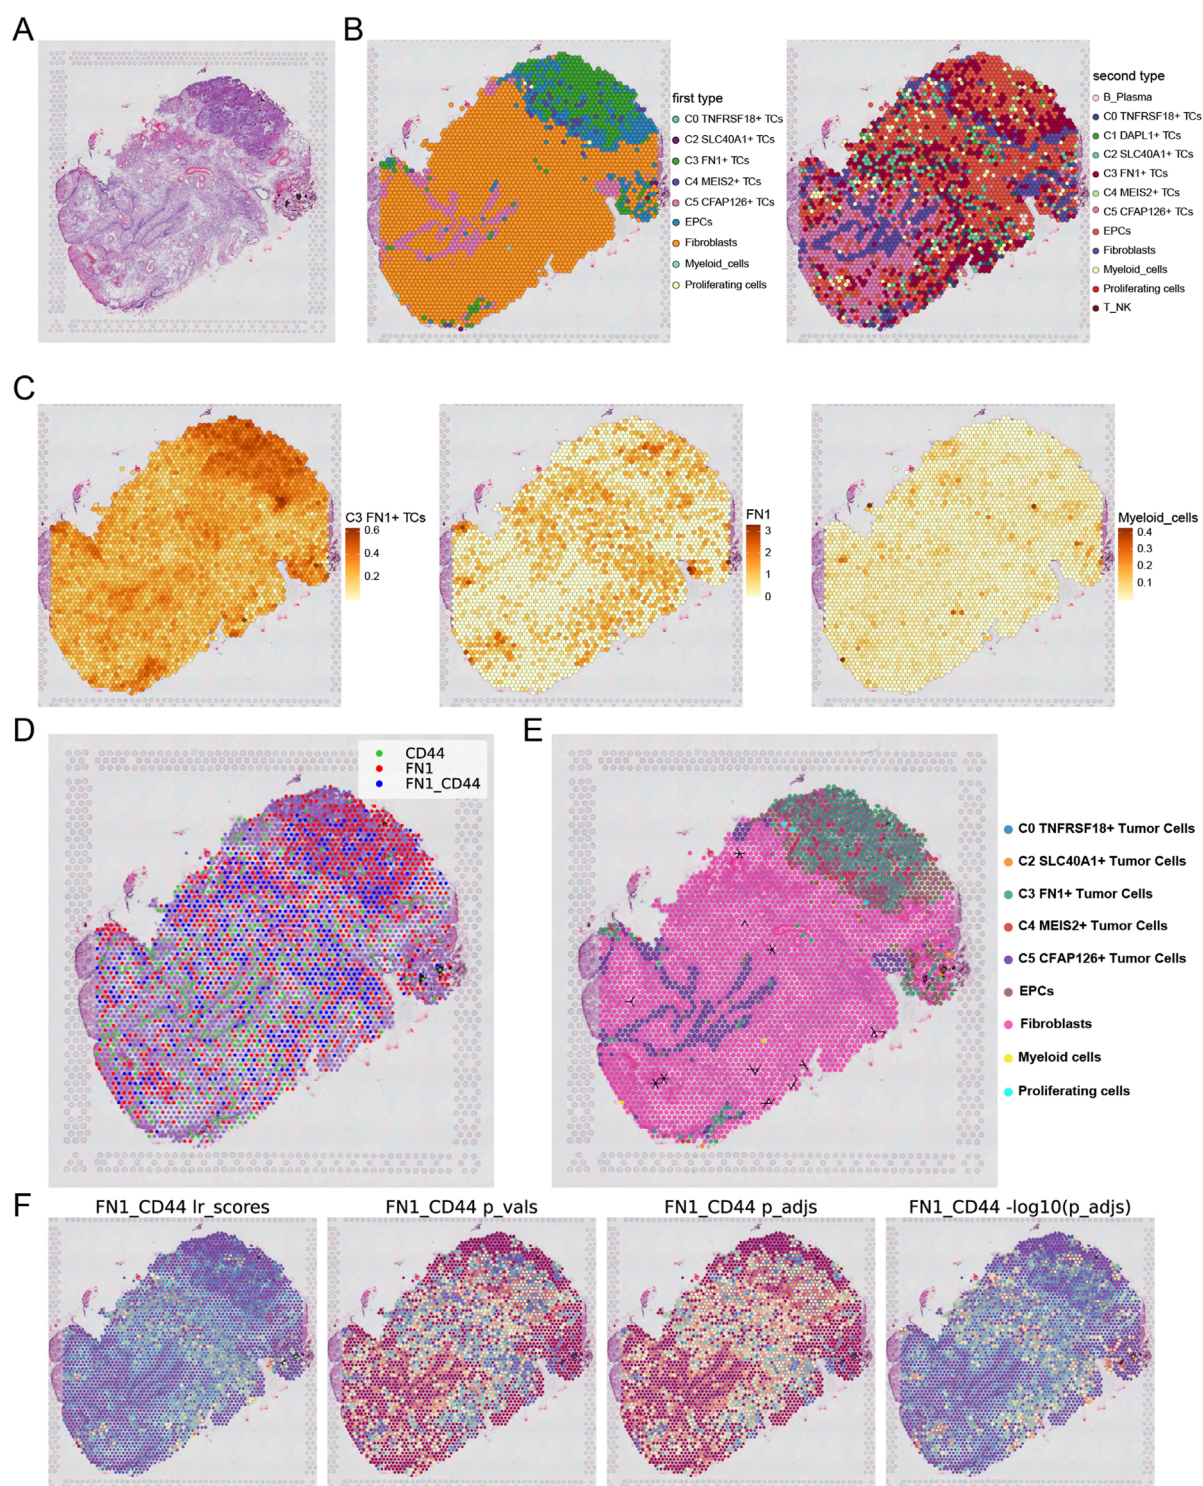 A
B
first type
C0 TNFRSF18+ TCs
C2 SLC40A1+ TCs
C3 FN1+ TCs
C4 MEIS2+ TCs
C5 CFAP126+ TCs
EPCs
Fibroblasts
Myeloid_cells
Proliferating cells
second type
B_Plasma
C0 TNFRSF18+ TCs
C1 DAPL1+ TCs
C2 SLC40A1+ TCs
C3 FN1+ TCs
C4 MEIS2+ TCs
C5 CFAP126+ TCs
EPCs
Fibroblasts
Myeloid_cells
Proliferating cells
T_NK
C
C3 FN1+ TCs
0.6
0.4
0.2
FN1
3
2
1
0
Myeloid_cells
0.4
0.3
0.2
0.1
D
CD44
FN1
FN1_CD44
E
C0 TNFRSF18+ Tumor Cells
C2 SLC40A1+ Tumor Cells
C3 FN1+ Tumor Cells
C4 MEIS2+ Tumor Cells
C5 CFAP126+ Tumor Cells
EPCs
Fibroblasts
Myeloid cells
Proliferating cells
F
FN1_CD44 lr_scores
FN1_CD44 p_vals
FN1_CD44 p_adjs
FN1_CD44 -log10(p_adjs)